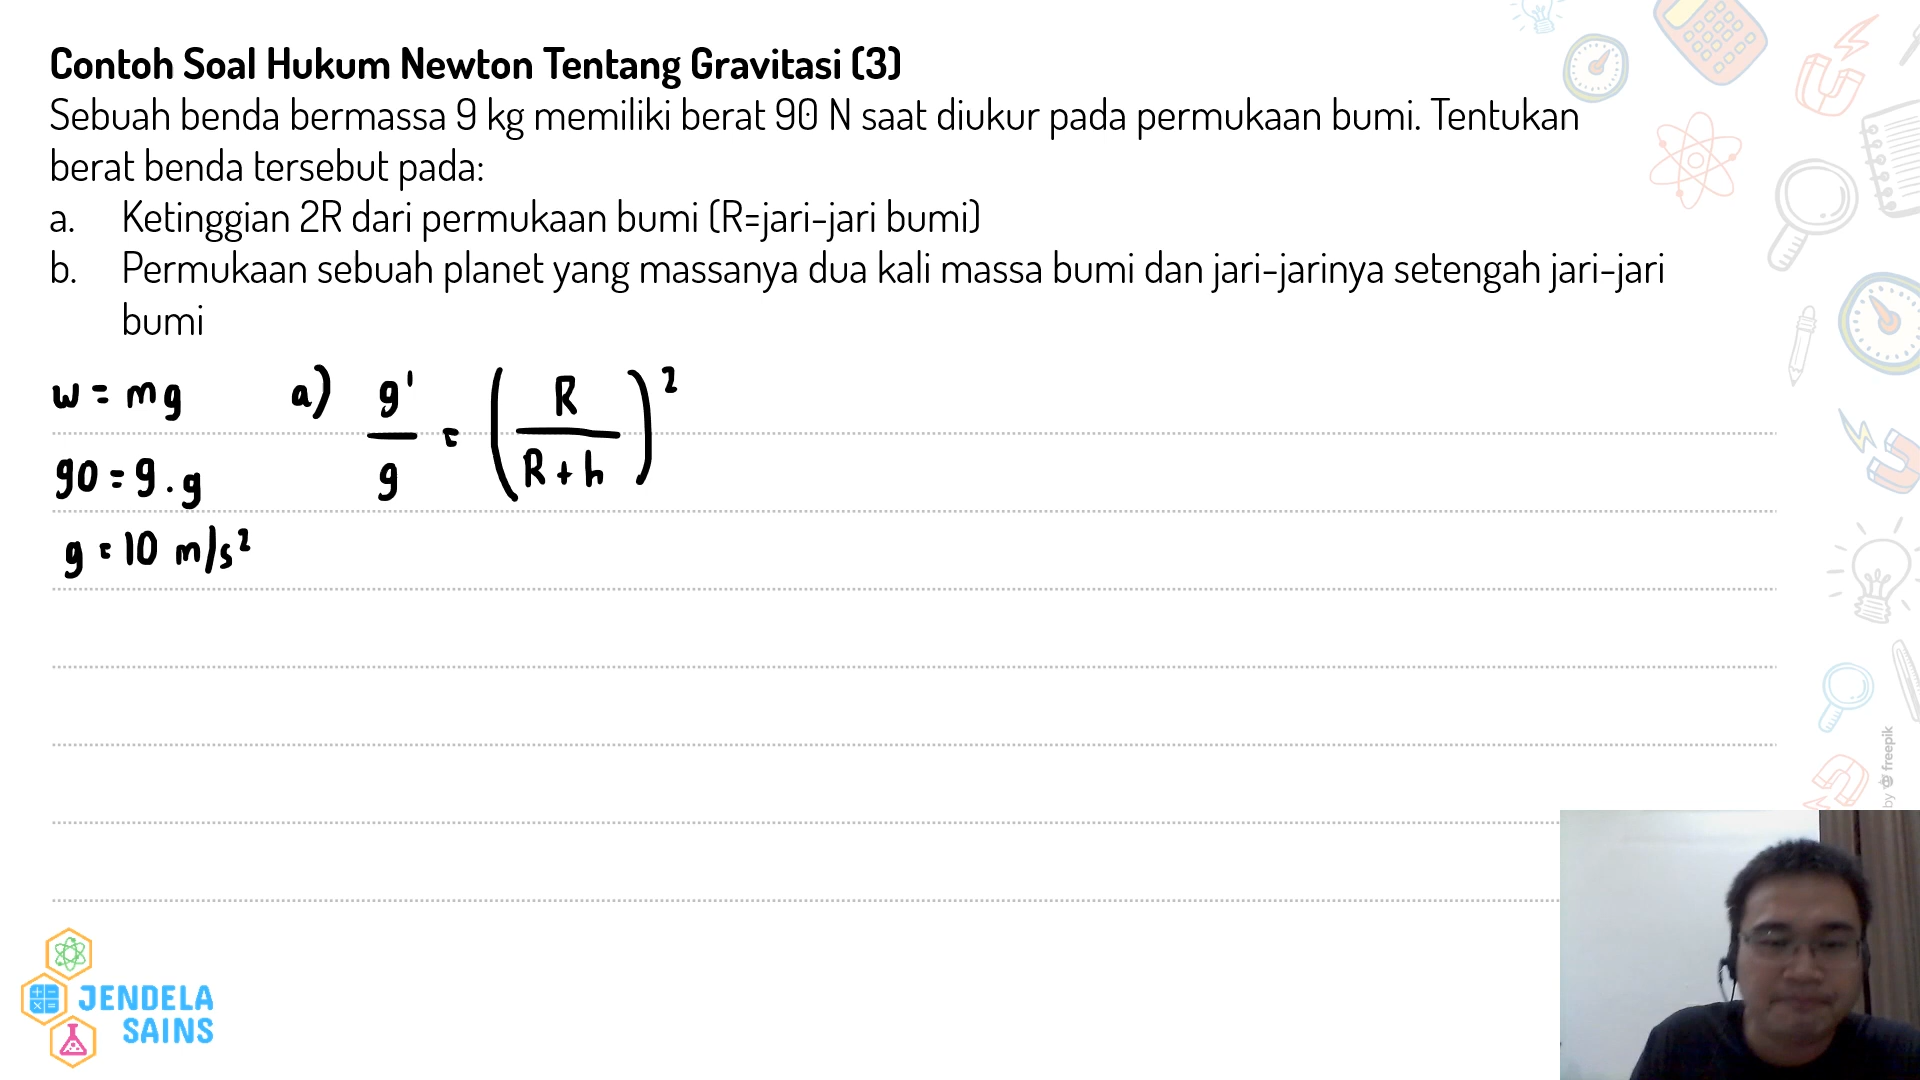 Contoh Soal Hukum Newton Tentang Gravitasi (3)
Sebuah benda bermassa 9 kg memiliki berat 90 N saat diukur pada permukaan bumi. Tentukan
berat benda tersebut pada:
a. Ketinggian 2R dari permukaan bumi (R=jari-jari bumi)
b. Permukaan sebuah planet yang massanya dua kali massa bumi dan jari-jarinya setengah jari-jari
bumi
w = mg
90 = 9 . g
g = 10 m/s²
a) g'/g = (R/(R+h))²
by freepik
JENDELA
SAINS